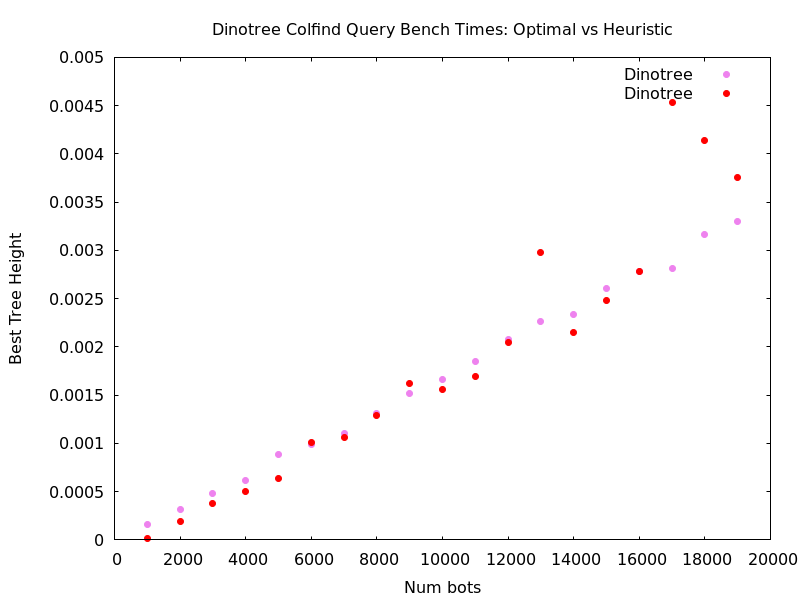 Dinotree Colfind Query Bench Times: Optimal vs Heuristic
0.005
Dinotree
Dinotree
0.0045
0.004
0.0035
0.003
0.0025
0.002
0.0015
0.001
0.0005
0
Best Tree Height
0 2000 4000 6000 8000 10000 12000 14000 16000 18000 20000
Num bots